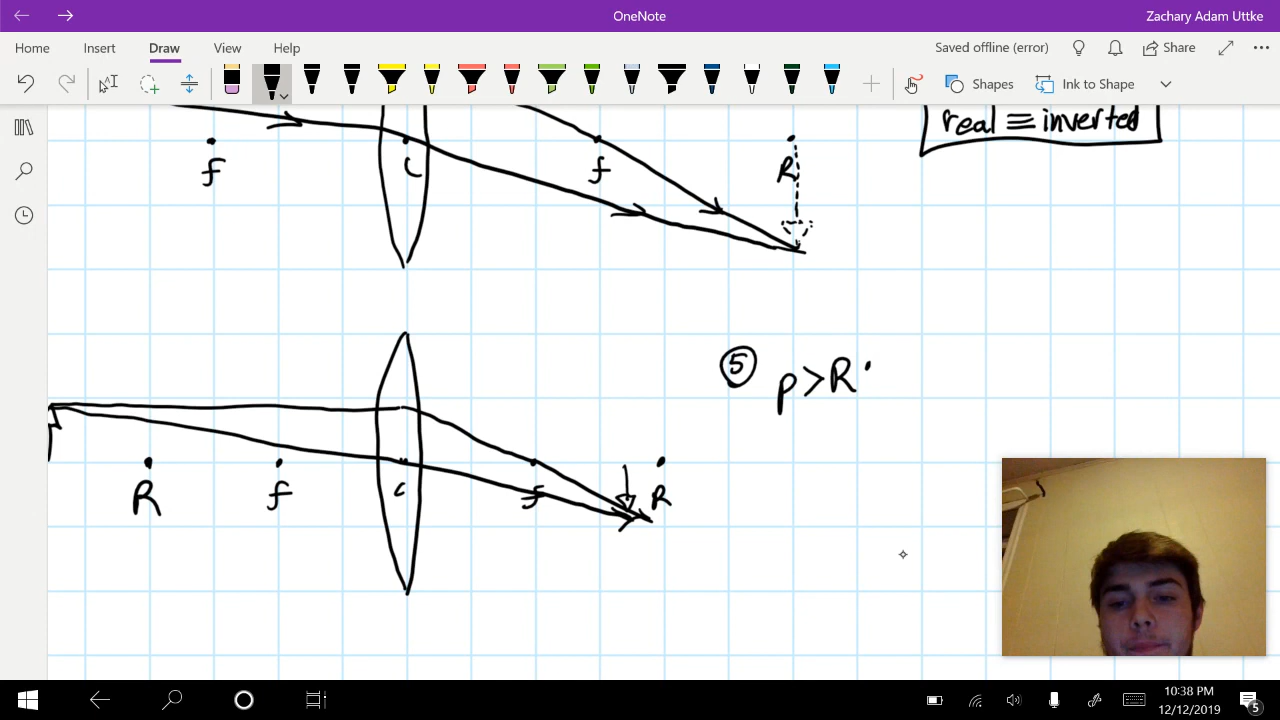 OneNote
Zachary Adam Uttke
Home Insert Draw View Help
Saved offline (error)
Share
Shapes
Ink to Shape
real ≡ inverted
f
C
f
R
5 p>R
R
f
c
f
R
10:38 PM
12/12/2019
5